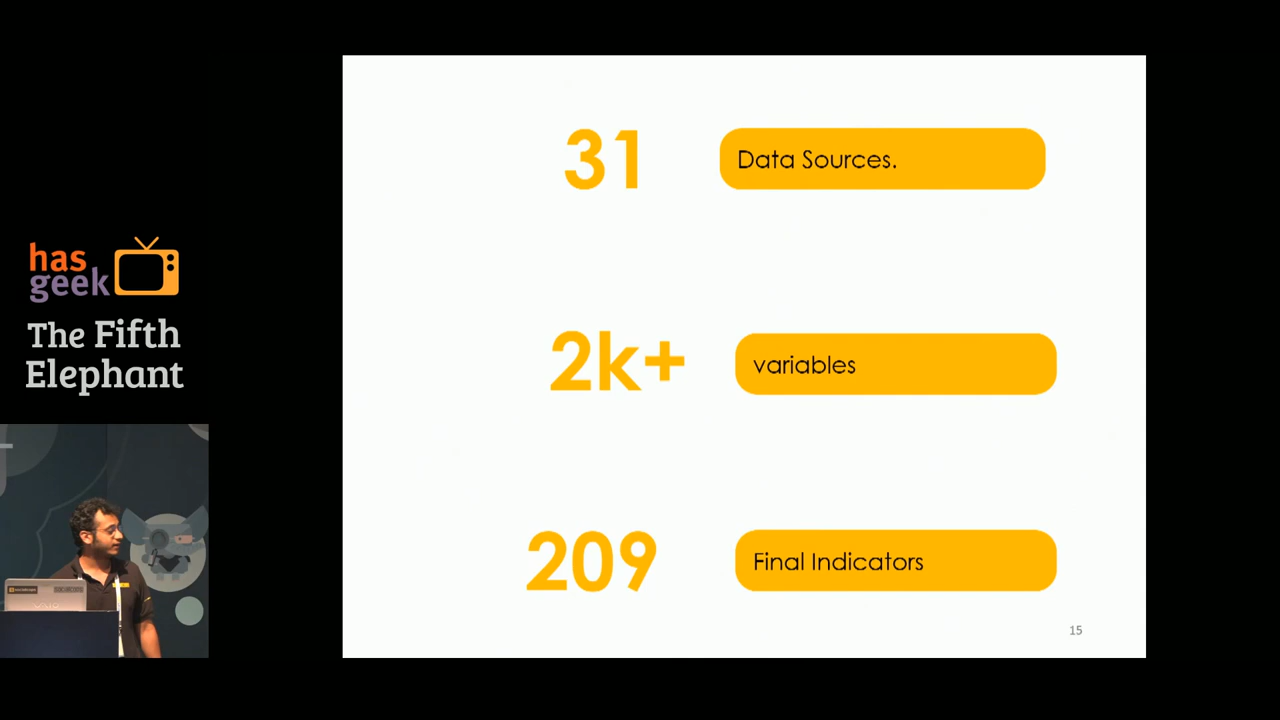 has
geek
The Fifth
Elephant
31
Data Sources.
2k+
variables
209
Final Indicators
15